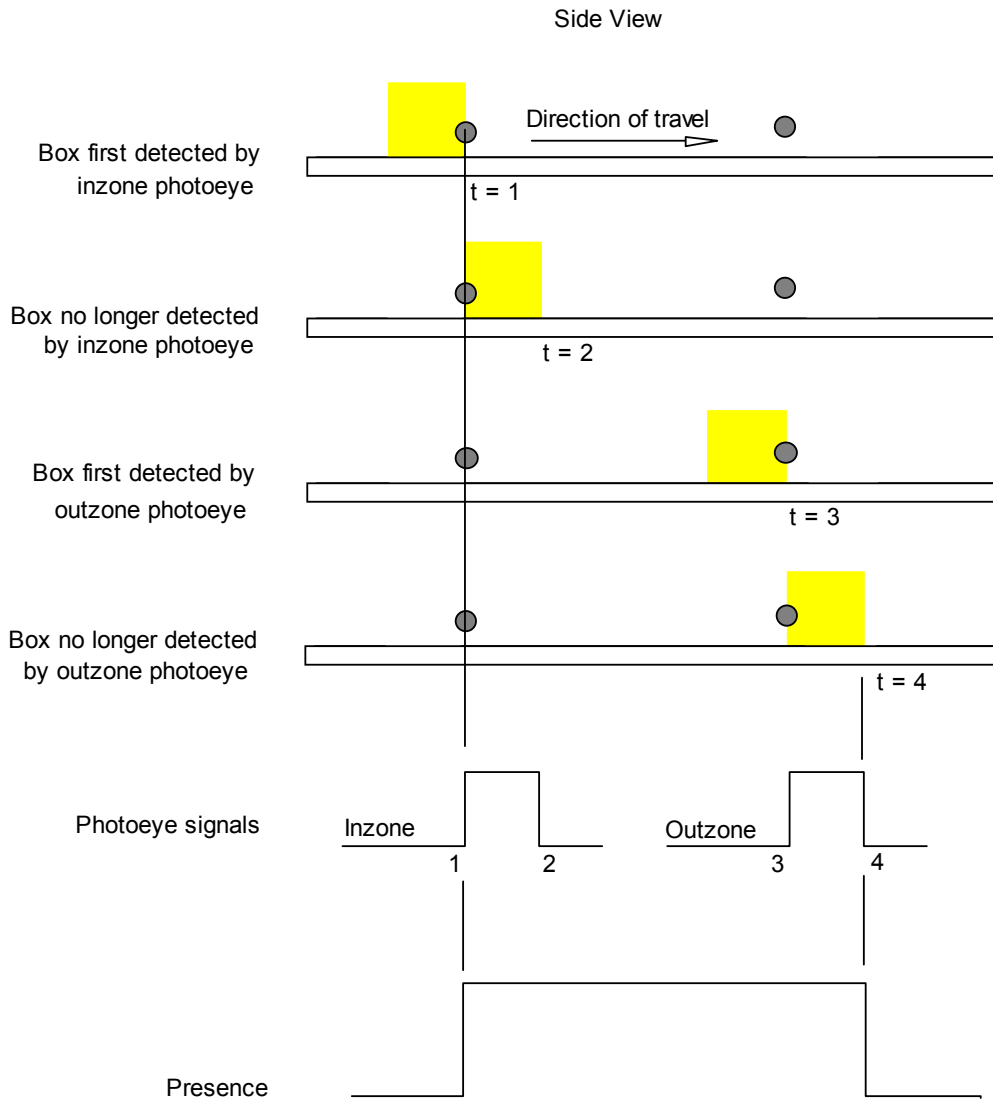 Side View
Direction of travel
Box first detected by
inzone photoeye
t = 1
Box no longer detected
by inzone photoeye
t = 2
Box first detected by
outzone photoeye
t = 3
Box no longer detected
by outzone photoeye
t = 4
Photoeye signals
Inzone
Outzone
1
2
3
4
Presence